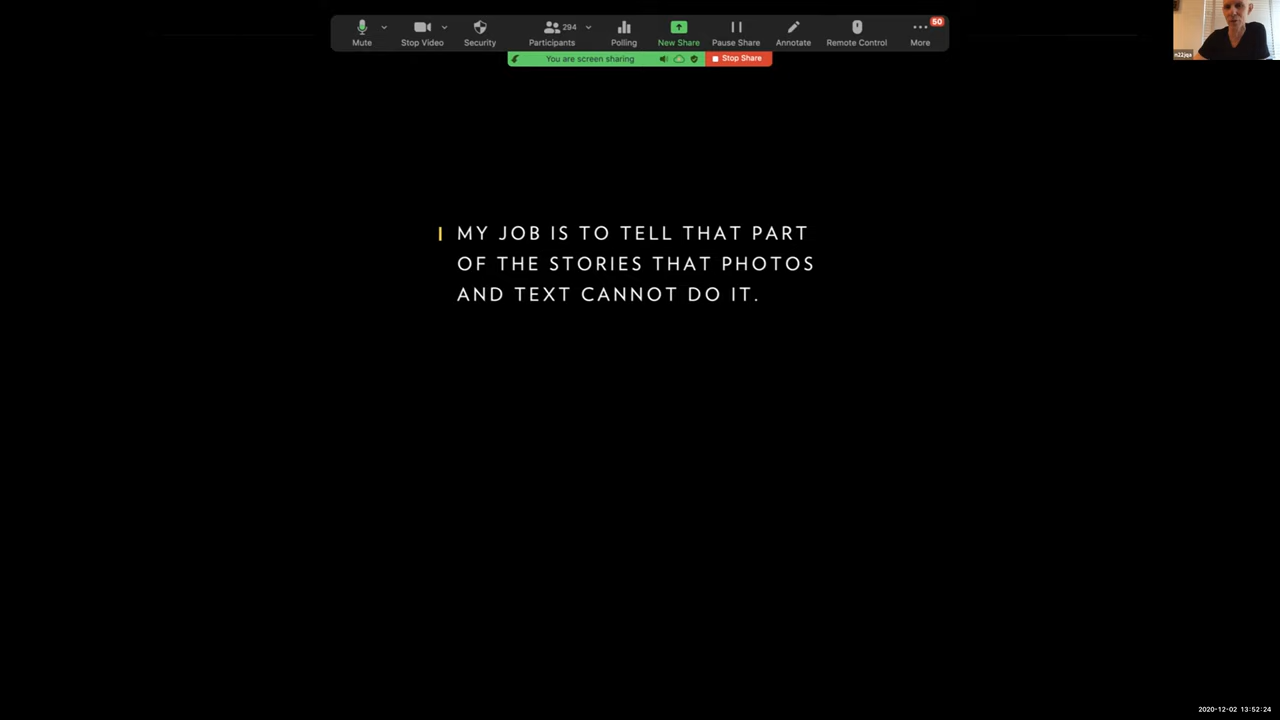 50
294
Mute
Stop Video
Security
Participants
Polling
New Share
Pause Share
Annotate
Remote Control
More
You are screen sharing
Stop Share
n22jqa
MY JOB IS TO TELL THAT PART
OF THE STORIES THAT PHOTOS
AND TEXT CANNOT DO IT.
2020-12-02 13:52:24